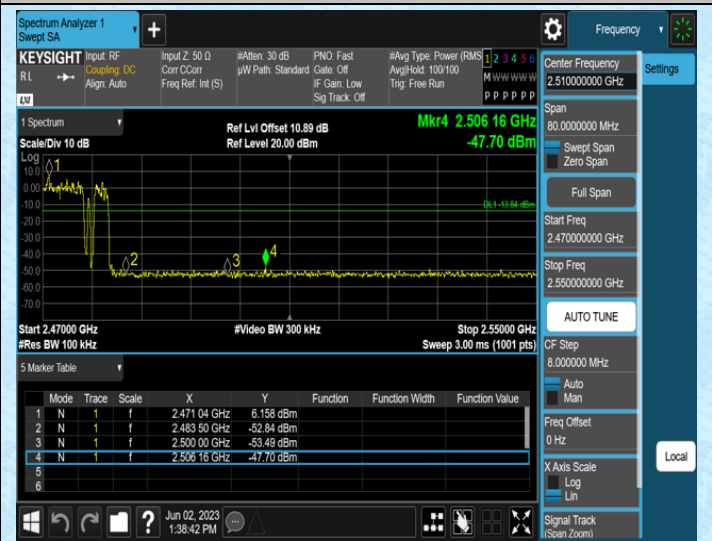 Spectrum Analyzer 1
Swept SA
+
Frequency
KEYSIGHT
RL
LXI
Input: RF
Coupling: DC
Align: Auto
Input Z: 50 Ω
Corr CCorr
Freq Ref: Int (S)
#Atten: 30 dB
µW Path: Standard
PNO: Fast
Gate: Off
IF Gain: Low
Sig Track: Off
#Avg Type: Power (RMS
Avg|Hold: 100/100
Trig: Free Run
1 2 3 4 5 6
M W W W W W
P P P P P P
1 Spectrum
Scale/Div 10 dB
Ref Lvl Offset 10.89 dB
Ref Level 20.00 dBm
Mkr4 2.506 16 GHz
-47.70 dBm
Log
10.0
0.00
-10.0
-20.0
-30.0
-40.0
-50.0
-60.0
-70.0
1
2
3
4
DL1 -13.84 dBm
Start 2.47000 GHz
#Res BW 100 kHz
#Video BW 300 kHz
Stop 2.55000 GHz
Sweep 3.00 ms (1001 pts)
5 Marker Table
Mode Trace Scale X Y Function Function Width Function Value
1 N 1 f 2.471 04 GHz 6.158 dBm
2 N 1 f 2.483 50 GHz -52.84 dBm
3 N 1 f 2.500 00 GHz -53.49 dBm
4 N 1 f 2.506 16 GHz -47.70 dBm
5
6
?
Jun 02, 2023
1:38:42 PM
Center Frequency
2.510000000 GHz
Settings
Span
80.0000000 MHz
Swept Span
Zero Span
Full Span
Start Freq
2.470000000 GHz
Stop Freq
2.550000000 GHz
AUTO TUNE
CF Step
8.000000 MHz
Auto
Man
Freq Offset
0 Hz
X Axis Scale
Log
Lin
Signal Track
(Span Zoom)
Local